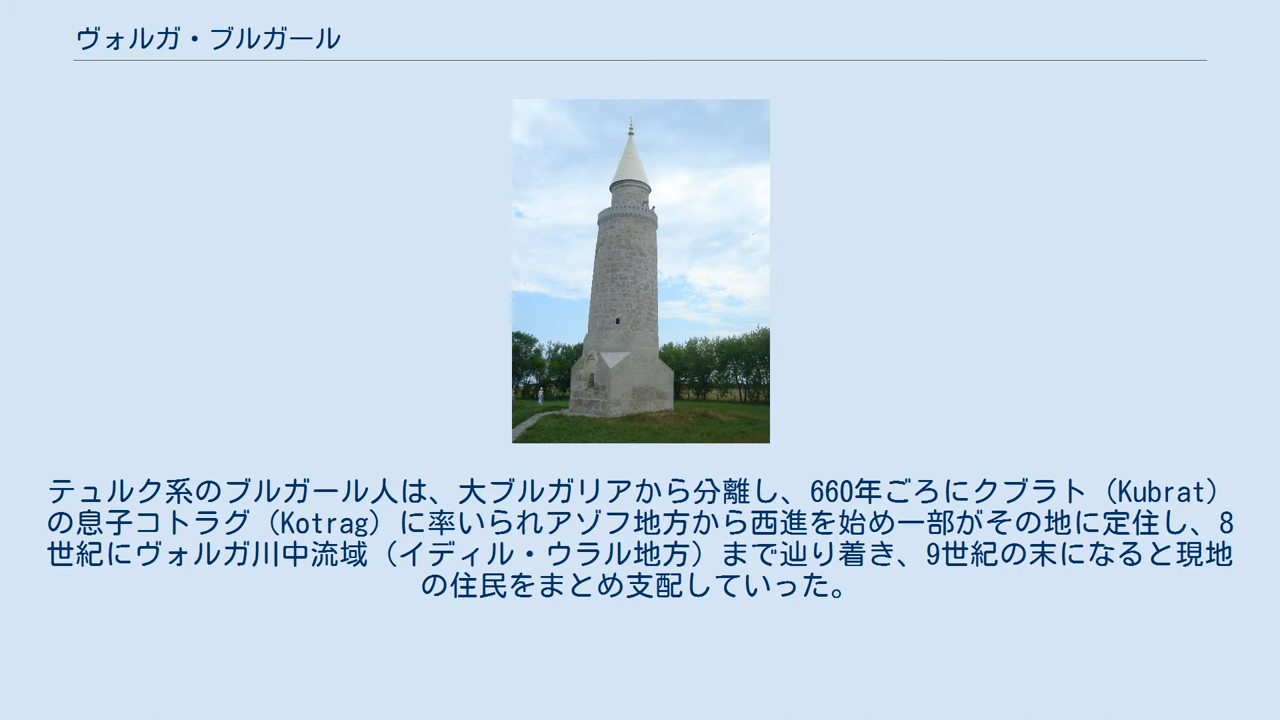 ヴォルガ・ブルガール
テュルク系のブルガール人は、大ブルガリアから分離し、660年ごろにクブラト（Kubrat）
の息子コトラグ（Kotrag）に率いられアゾフ地方から西進を始め一部がその地に定住し、8
世紀にヴォルガ川中流域（イディル・ウラル地方）まで辿り着き、9世紀の末になると現地
の住民をまとめ支配していった。